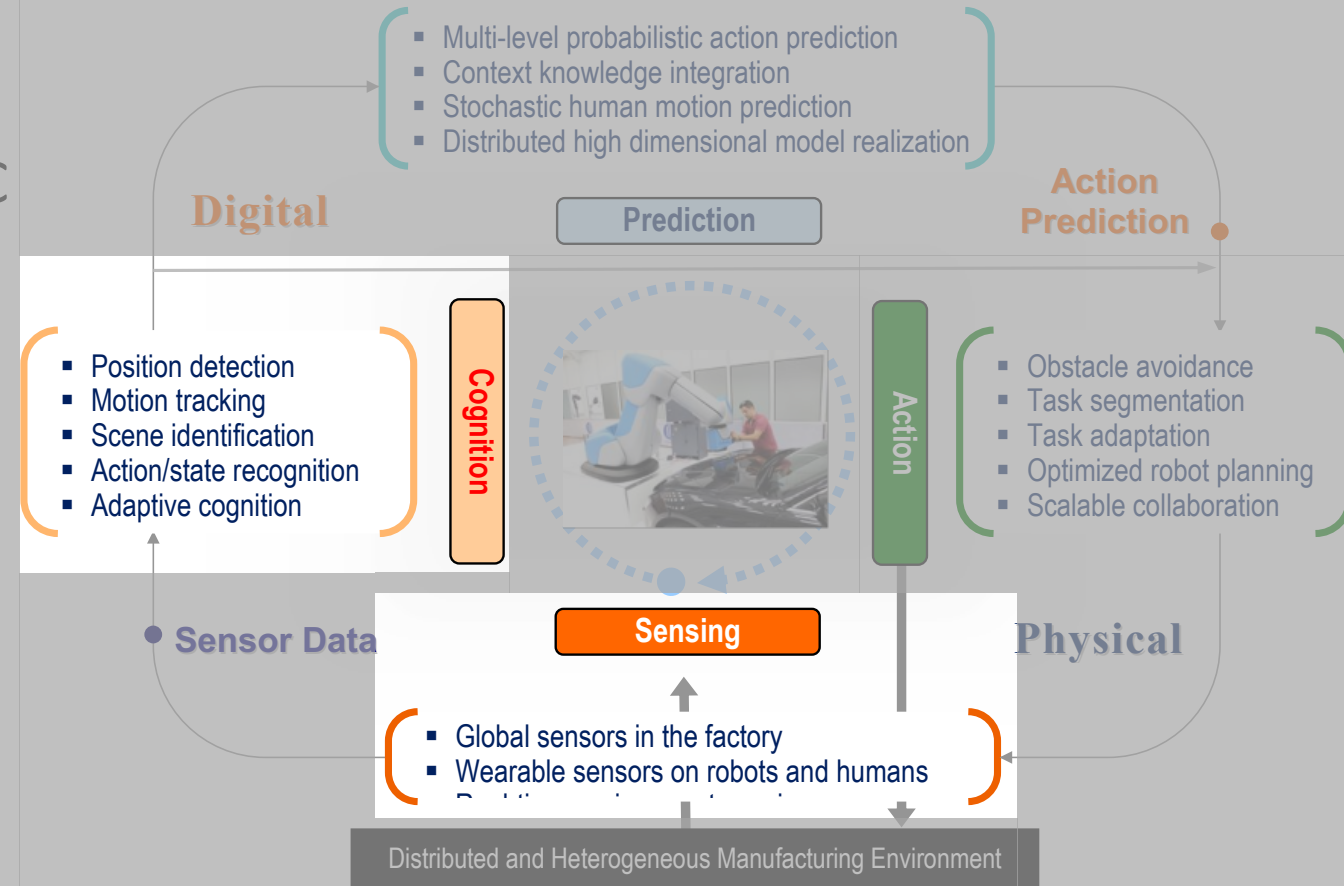 ▪ Multi-level probabilistic action prediction
▪ Context knowledge integration
▪ Stochastic human motion prediction
▪ Distributed high dimensional model realization
Digital
Prediction
Action
Prediction
▪ Position detection
▪ Motion tracking
▪ Scene identification
▪ Action/state recognition
▪ Adaptive cognition
Cognition
Action
▪ Obstacle avoidance
▪ Task segmentation
▪ Task adaptation
▪ Optimized robot planning
▪ Scalable collaboration
Sensor Data
Sensing
Physical
▪ Global sensors in the factory
▪ Wearable sensors on robots and humans
Distributed and Heterogeneous Manufacturing Environment